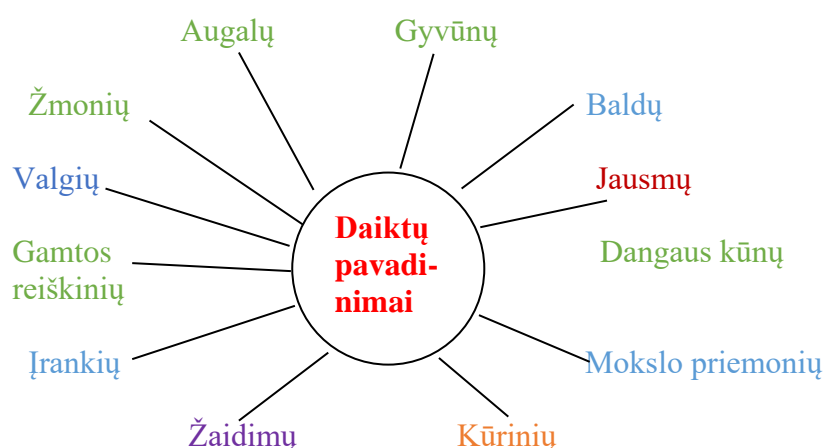 Augalų
Gyvūnų
Žmonių
Baldų
Valgių
Jausmų
Daiktų
pavadi-
nimai
Gamtos
reiškinių
Dangaus kūnų
Įrankių
Mokslo priemonių
Žaidimų
Kūrinių